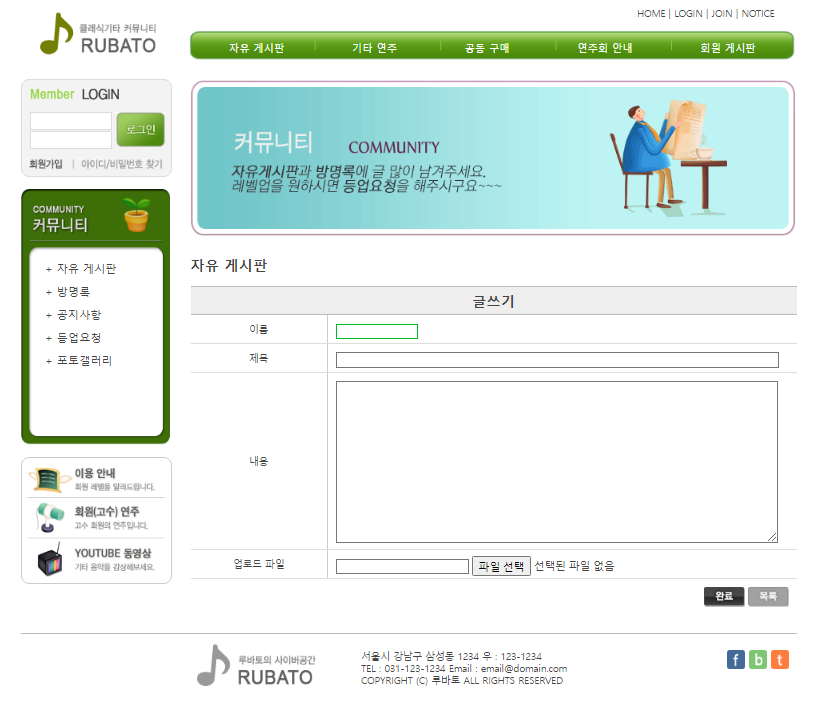 HOME | LOGIN | JOIN | NOTICE
클래식기타 커뮤니티
RUBATO
자유 게시판
기타 연주
공동 구매
연주회 안내
회원 게시판
Member LOGIN
로그인
회원가입 | 아이디/비밀번호 찾기
COMMUNITY
커뮤니티
+ 자유 게시판
+ 방명록
+ 공지사항
+ 등업요청
+ 포토갤러리
이용 안내
회원 레벨을 알려드립니다.
회원(고수) 연주
고수 회원의 연주입니다.
YOUTUBE 동영상
기타 음악을 감상해보세요.
커뮤니티 COMMUNITY
자유게시판과 방명록에 글 많이 남겨주세요.
레벨업을 원하시면 등업요청을 해주시구요~~~
자유 게시판
글쓰기
이름
제목
내용
업로드 파일
파일 선택 선택된 파일 없음
완료
목록
루바토의 사이버공간
RUBATO
서울시 강남구 삼성동 1234 우 : 123-1234
TEL : 031-123-1234 Email : email@domain.com
COPYRIGHT (C) 루바토 ALL RIGHTS RESERVED
f b t